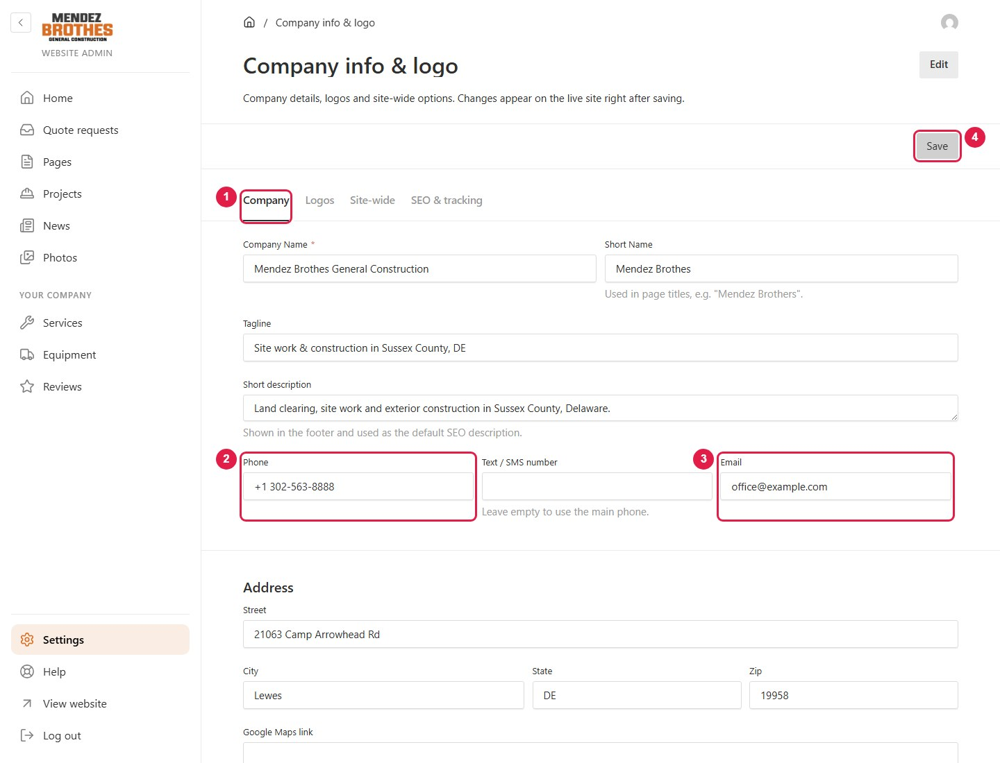 MENDEZ
BROTHES
GENERAL CONSTRUCTION
WEBSITE ADMIN
Home
Quote requests
Pages
Projects
News
Photos
YOUR COMPANY
Services
Equipment
Reviews
Settings
Help
View website
Log out
/ Company info & logo
Company info & logo
Edit
Company details, logos and site-wide options. Changes appear on the live site right after saving.
Save
4
1
Company Logos Site-wide SEO & tracking
Company Name * Short Name
Mendez Brothes General Construction Mendez Brothes
Used in page titles, e.g. "Mendez Brothers".
Tagline
Site work & construction in Sussex County, DE
Short description
Land clearing, site work and exterior construction in Sussex County, Delaware.
Shown in the footer and used as the default SEO description.
2 Phone Text / SMS number 3 Email
+1 302-563-8888 office@example.com
Leave empty to use the main phone.
Address
Street
21063 Camp Arrowhead Rd
City State Zip
Lewes DE 19958
Google Maps link